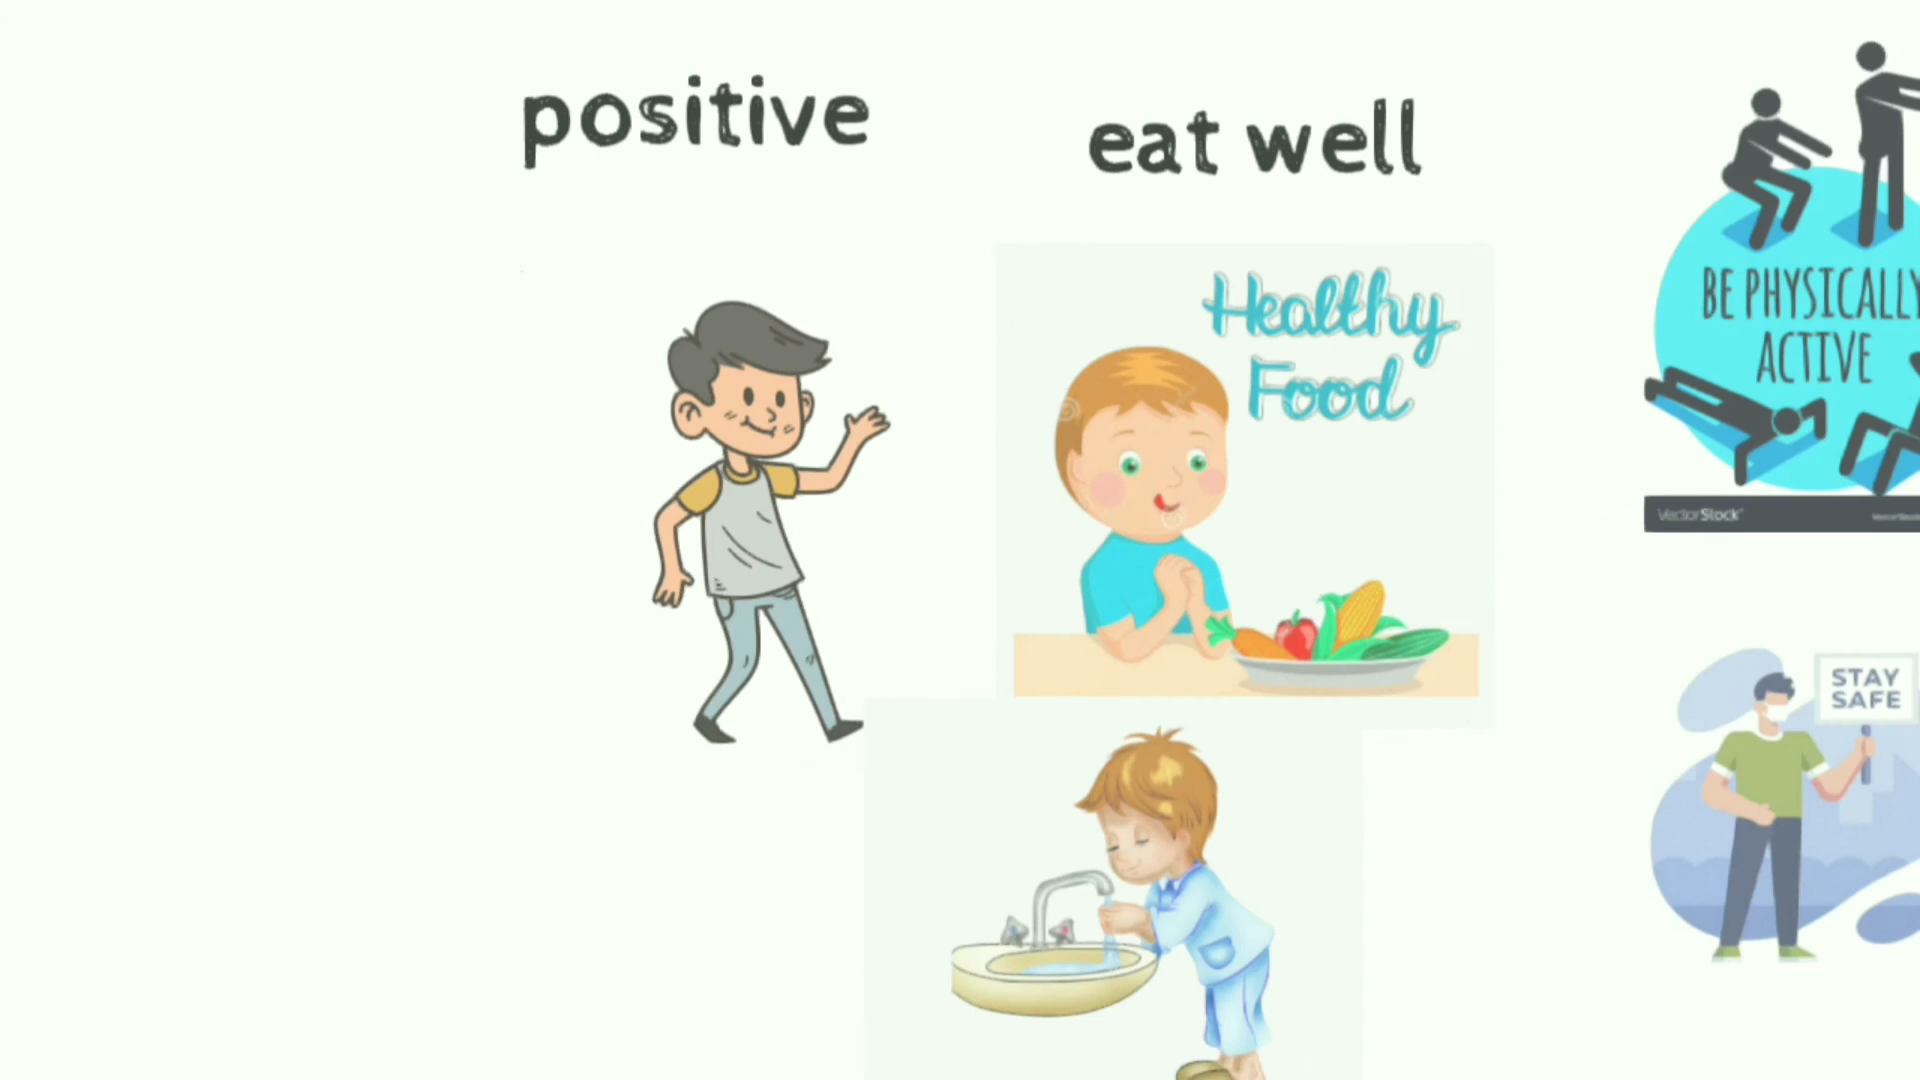 positive
eat well
Healthy
Food
BE PHYSICALLY
ACTIVE
VectorStock
STAY
SAFE